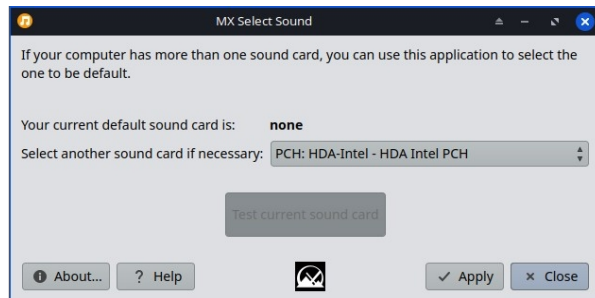 MX Select Sound
If your computer has more than one sound card, you can use this application to select the
one to be default.
Your current default sound card is: none
Select another sound card if necessary: PCH: HDA-Intel - HDA Intel PCH
Test current sound card
About... ? Help Apply Close